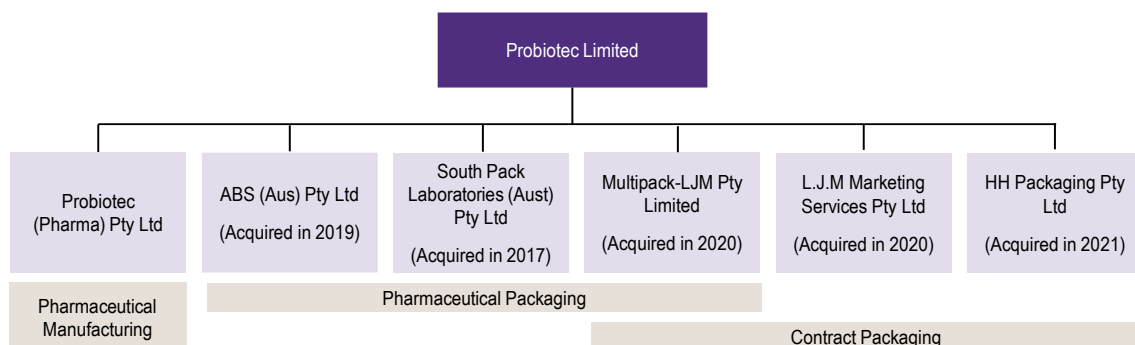 Probiotec Limited
Probiotec
(Pharma) Pty Ltd
ABS (Aus) Pty Ltd
(Acquired in 2019)
South Pack
Laboratories (Aust)
Pty Ltd
(Acquired in 2017)
Multipack-LJM Pty
Limited
(Acquired in 2020)
L.J.M Marketing
Services Pty Ltd
(Acquired in 2020)
HH Packaging Pty
Ltd
(Acquired in 2021)
Pharmaceutical
Manufacturing
Pharmaceutical Packaging
Contract Packaging